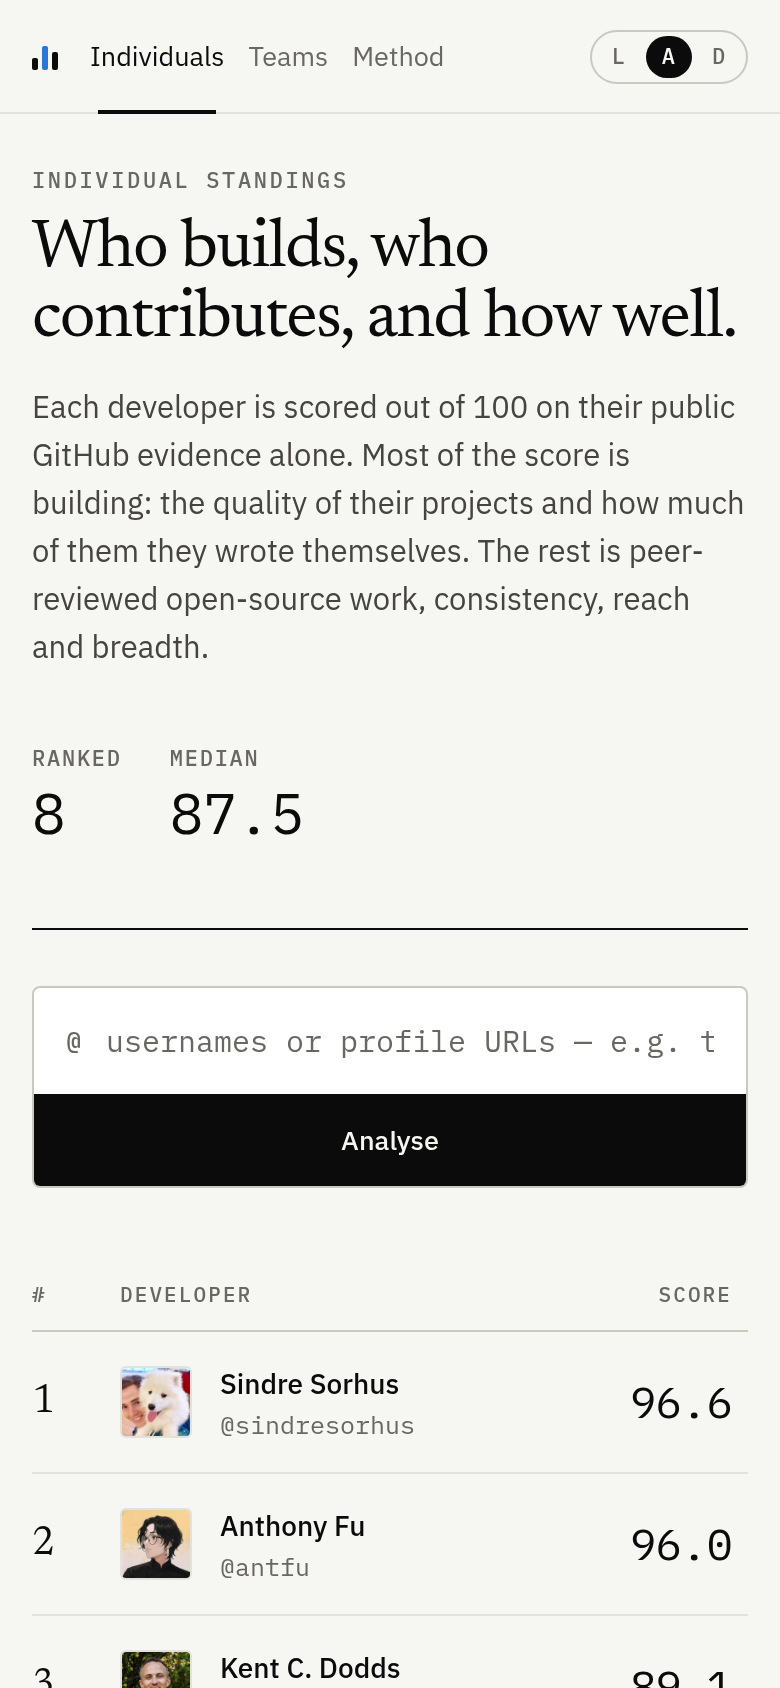 Individuals Teams Method L A D
INDIVIDUAL STANDINGS
Who builds, who
contributes, and how well.
Each developer is scored out of 100 on their public
GitHub evidence alone. Most of the score is
building: the quality of their projects and how much
of them they wrote themselves. The rest is peer-
reviewed open-source work, consistency, reach
and breadth.
RANKED MEDIAN
8 87.5
@ usernames or profile URLs — e.g. t
Analyse
# DEVELOPER SCORE
1 Sindre Sorhus 96.6
@sindresorhus
2 Anthony Fu 96.0
@antfu
3 Kent C. Dodds 89.1